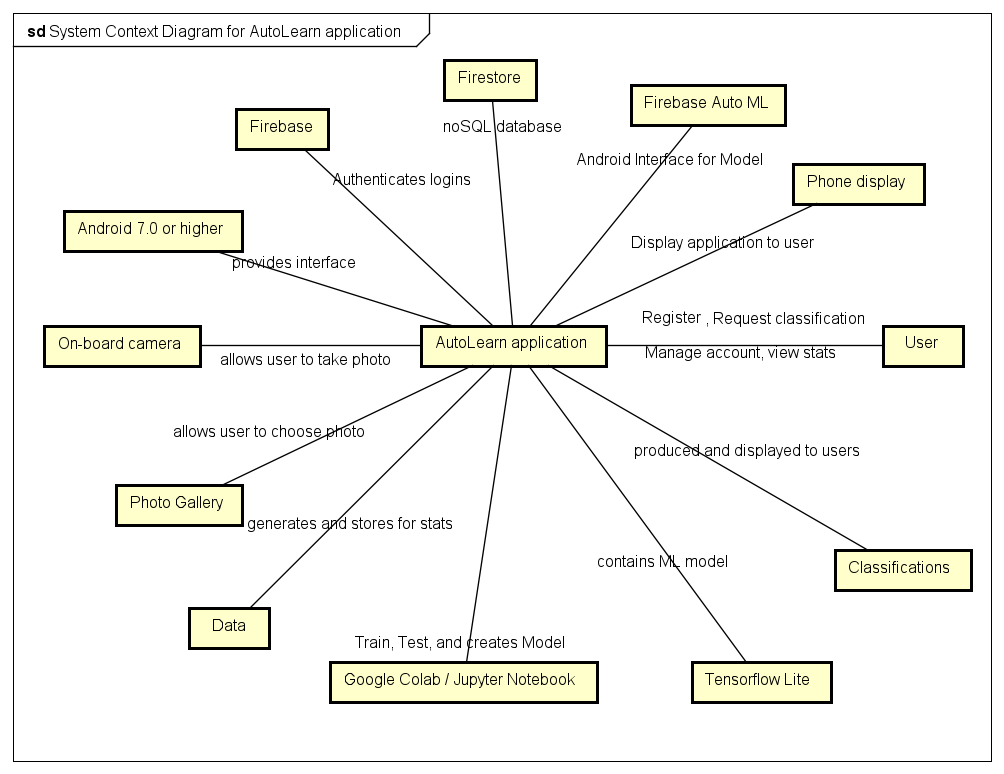 sd System Context Diagram for AutoLearn application
Firestore
Firebase Auto ML
Firebase
noSQL database
Android Interface for Model
Authenticates logins
Phone display
Android 7.0 or higher
Display application to user
provides interface
Register , Request classification
On-board camera
AutoLearn application
User
allows user to take photo
Manage account, view stats
allows user to choose photo
produced and displayed to users
Photo Gallery
generates and stores for stats
contains ML model
Classifications
Data
Train, Test, and creates Model
Google Colab / Jupyter Notebook
Tensorflow Lite